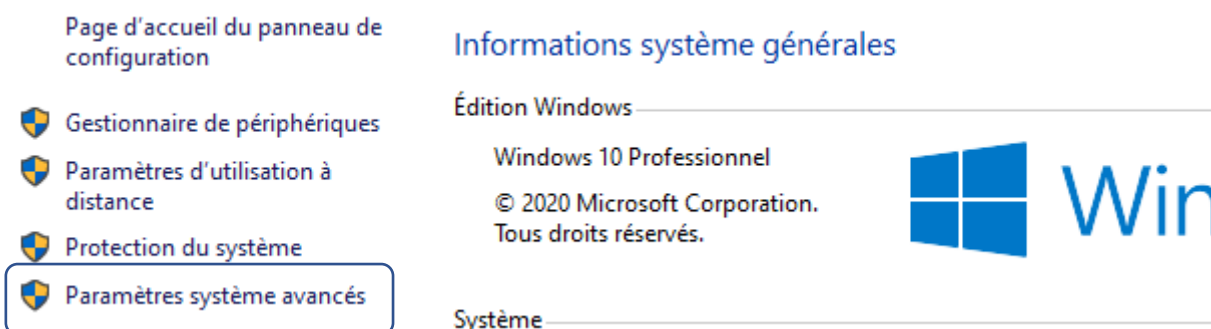 Page d'accueil du panneau de
configuration
Gestionnaire de périphériques
Paramètres d'utilisation à
distance
Protection du système
Paramètres système avancés
Informations système générales
Édition Windows
Windows 10 Professionnel
© 2020 Microsoft Corporation.
Tous droits réservés.
Win
Système